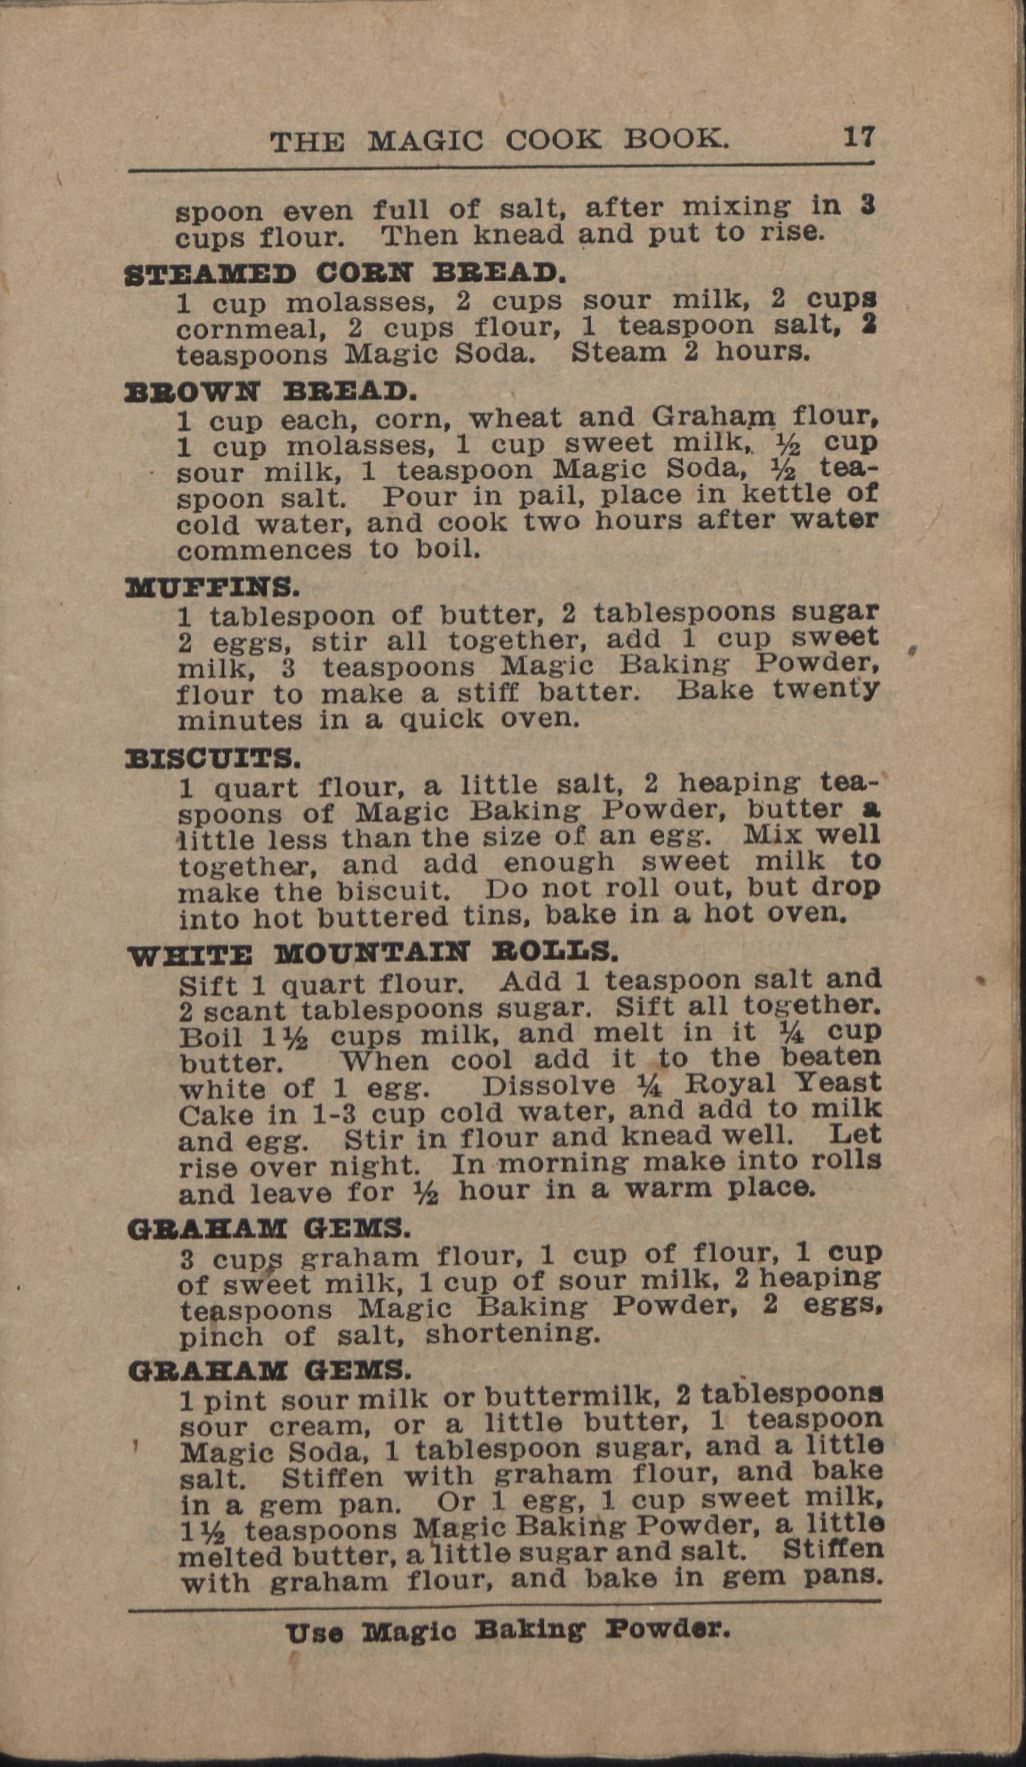 THE MAGIC COOK BOOK. 17
spoon even full of salt, after mixing in 3
cups flour. Then knead and put to rise.
STEAMED CORN BREAD.
1 cup molasses, 2 cups sour milk, 2 cups
cornmeal, 2 cups flour, 1 teaspoon salt, 2
teaspoons Magic Soda. Steam 2 hours.
BROWN BREAD.
1 cup each, corn, wheat and Graham flour,
1 cup molasses, 1 cup sweet milk, ½ cup
sour milk, 1 teaspoon Magic Soda, ½ tea-
spoon salt. Pour in pail, place in kettle of
cold water, and cook two hours after water
commences to boil.
MUFFINS.
1 tablespoon of butter, 2 tablespoons sugar
2 eggs, stir all together, add 1 cup sweet
milk, 3 teaspoons Magic Baking Powder,
flour to make a stiff batter. Bake twenty
minutes in a quick oven.
BISCUITS.
1 quart flour, a little salt, 2 heaping tea-
spoons of Magic Baking Powder, butter a
little less than the size of an egg. Mix well
together, and add enough sweet milk to
make the biscuit. Do not roll out, but drop
into hot buttered tins, bake in a hot oven.
WHITE MOUNTAIN ROLLS.
Sift 1 quart flour. Add 1 teaspoon salt and
2 scant tablespoons sugar. Sift all together.
Boil 1½ cups milk, and melt in it ¼ cup
butter. When cool add it to the beaten
white of 1 egg. Dissolve ¼ Royal Yeast
Cake in 1-3 cup cold water, and add to milk
and egg. Stir in flour and knead well. Let
rise over night. In morning make into rolls
and leave for ½ hour in a warm place.
GRAHAM GEMS.
3 cups graham flour, 1 cup of flour, 1 cup
of sweet milk, 1 cup of sour milk, 2 heaping
teaspoons Magic Baking Powder, 2 eggs,
pinch of salt, shortening.
GRAHAM GEMS.
1 pint sour milk or buttermilk, 2 tablespoons
sour cream, or a little butter, 1 teaspoon
Magic Soda, 1 tablespoon sugar, and a little
salt. Stiffen with graham flour, and bake
in a gem pan. Or 1 egg, 1 cup sweet milk,
1½ teaspoons Magic Baking Powder, a little
melted butter, a little sugar and salt. Stiffen
with graham flour, and bake in gem pans.
Use Magic Baking Powder.